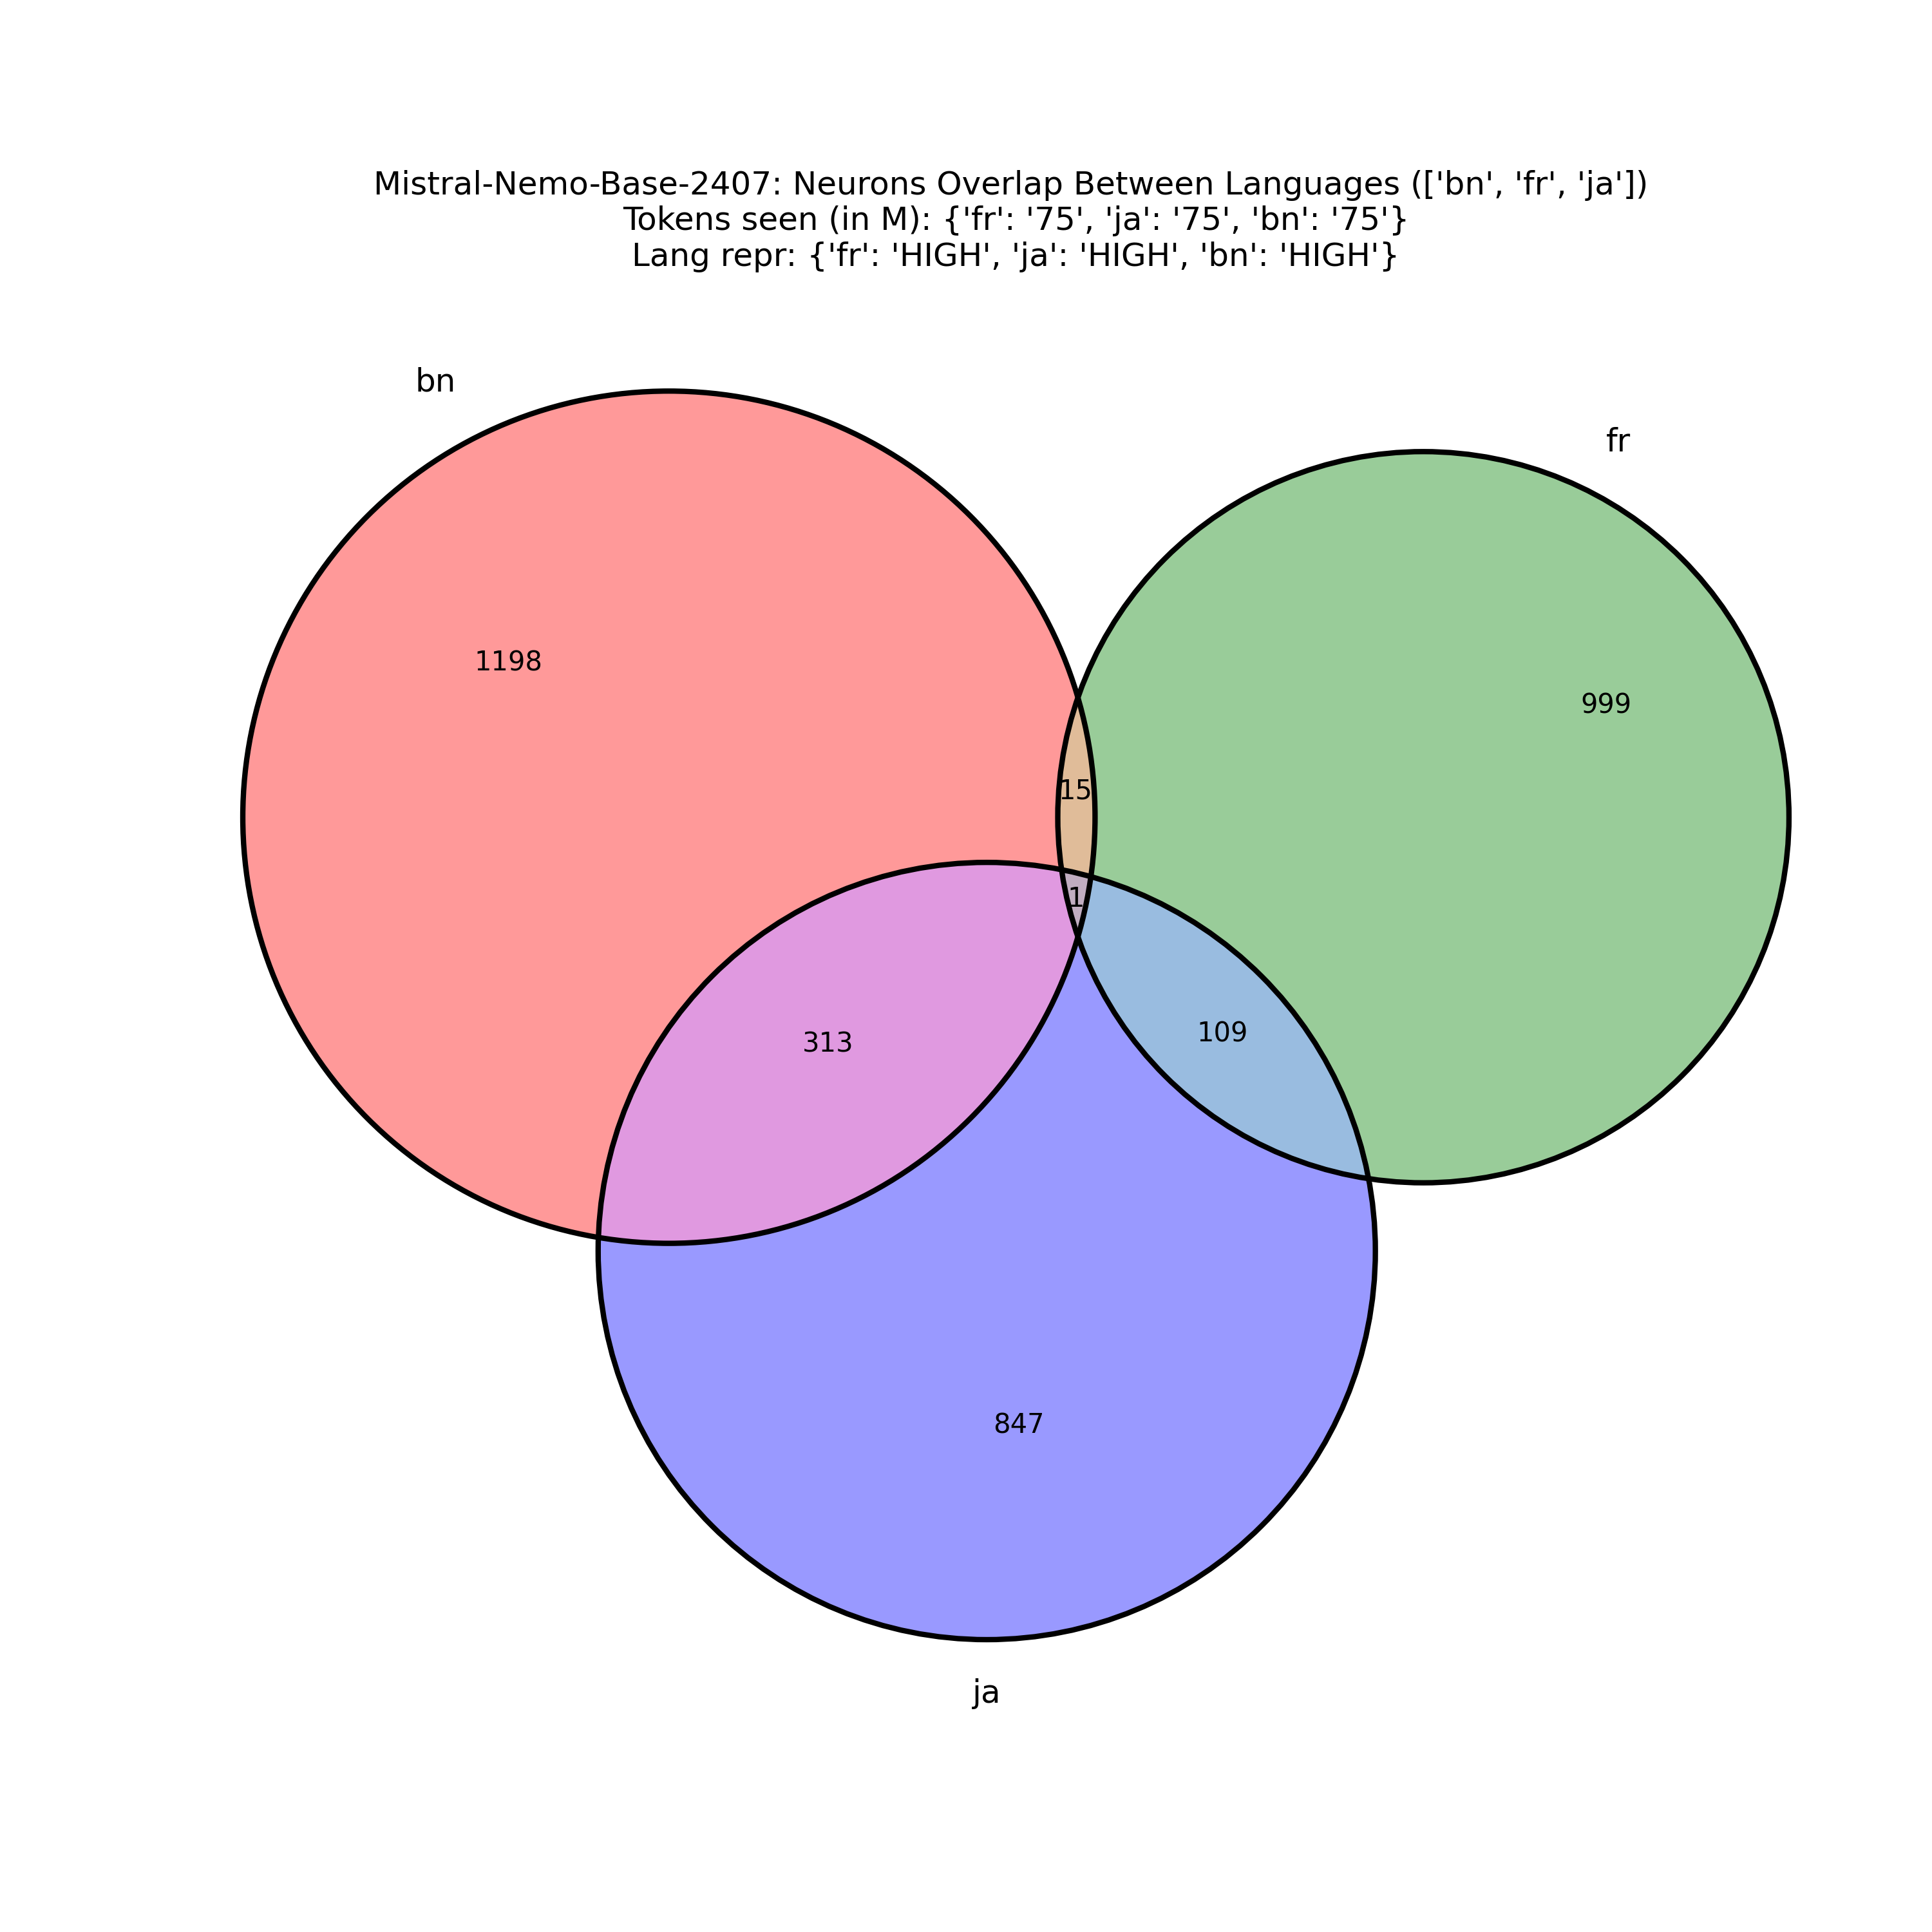 Mistral-Nemo-Base-2407: Neurons Overlap Between Languages (['bn', 'fr', 'ja'])
Tokens seen (in M): {'fr': '75', 'ja': '75', 'bn': '75'}
Lang repr: {'fr': 'HIGH', 'ja': 'HIGH', 'bn': 'HIGH'}
bn
fr
1198
999
15
1
313
109
847
ja